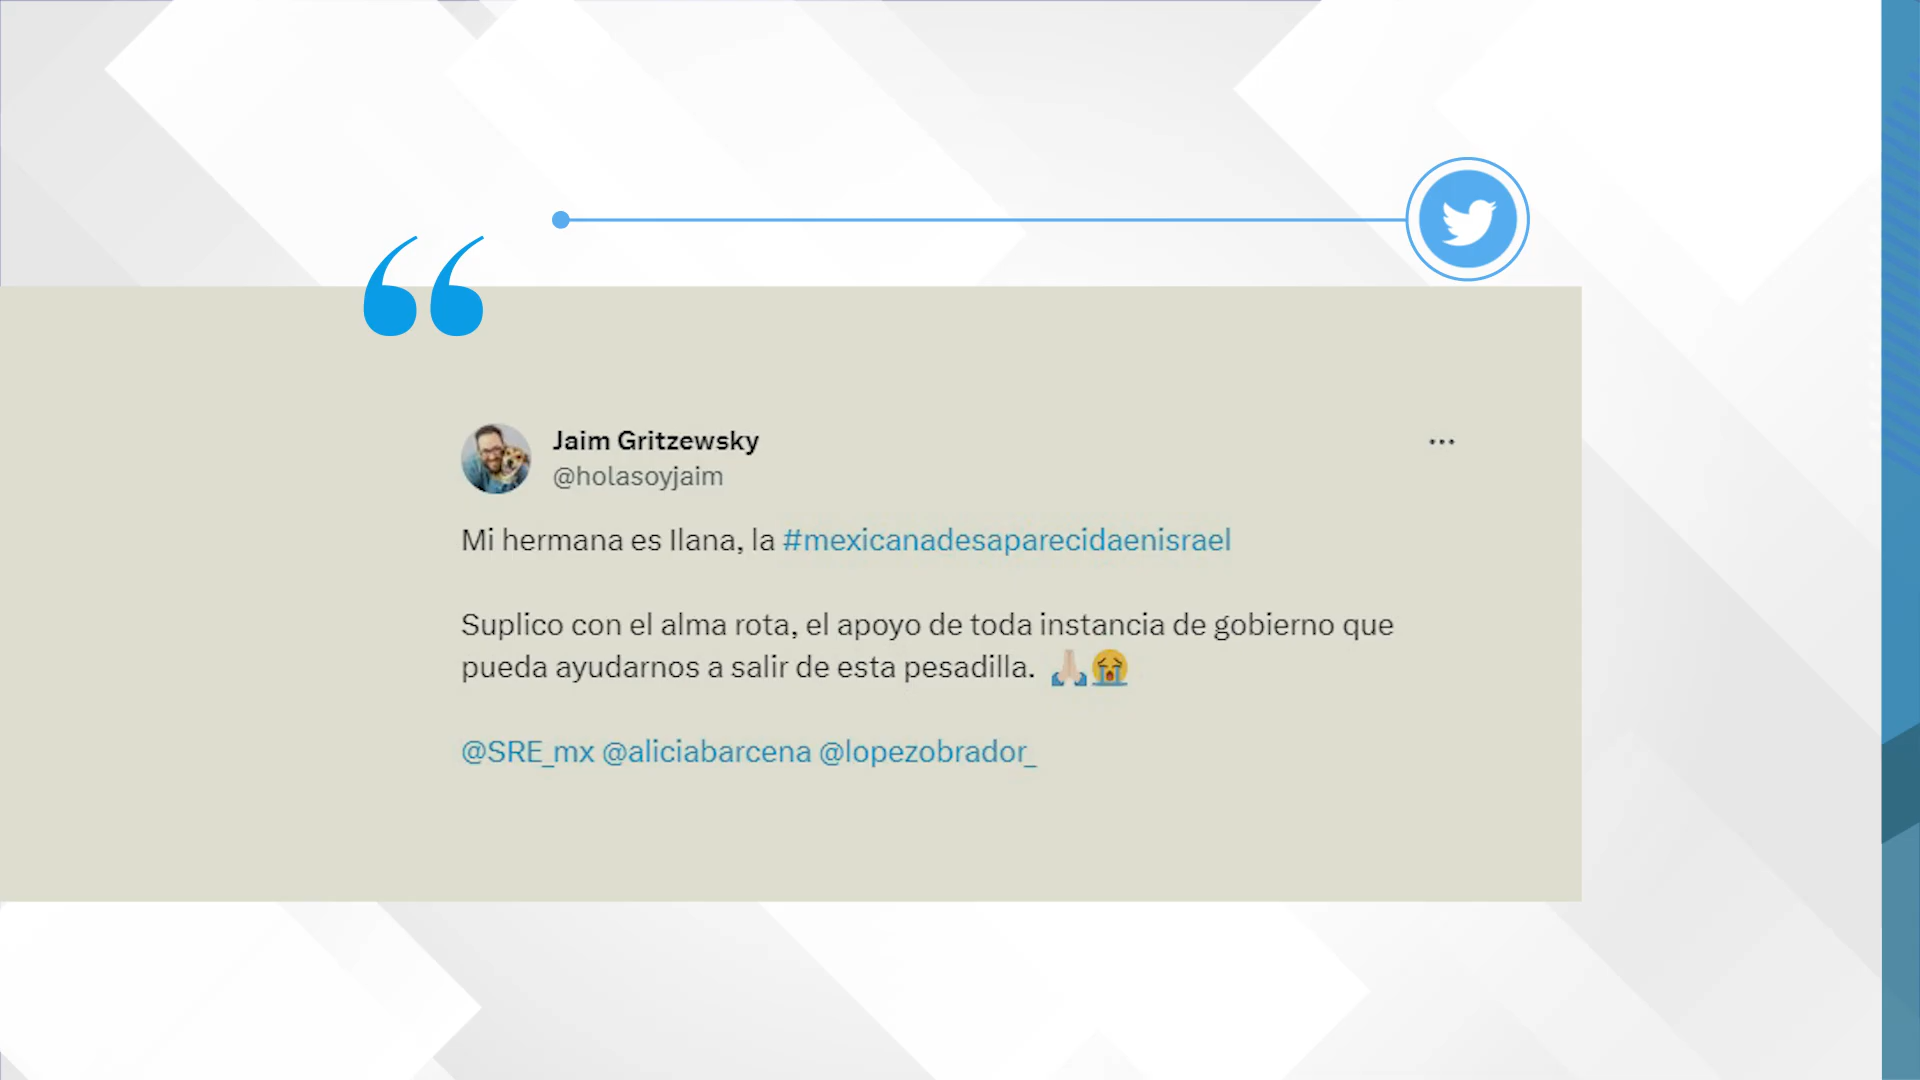 “
Jaim Gritzewsky
@holasoyjaim
Mi hermana es Ilana, la #mexicanadesaparecidaenisrael
Suplico con el alma rota, el apoyo de toda instancia de gobierno que
pueda ayudarnos a salir de esta pesadilla. 🙏🏻😭
@SRE_mx @aliciabarcena @lopezobrador_